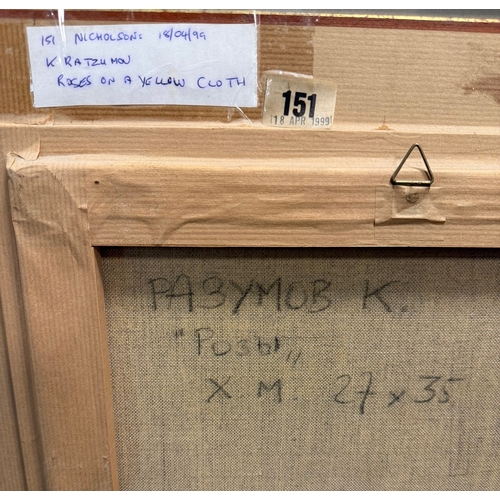 151 NICHOLSONS 18/04/99
K RATZUMOV
ROSES ON A YELLOW CLOTH
151
18 APR 1999
РАЗУМОВ К.
"Розы"
Х.М. 27 x 35